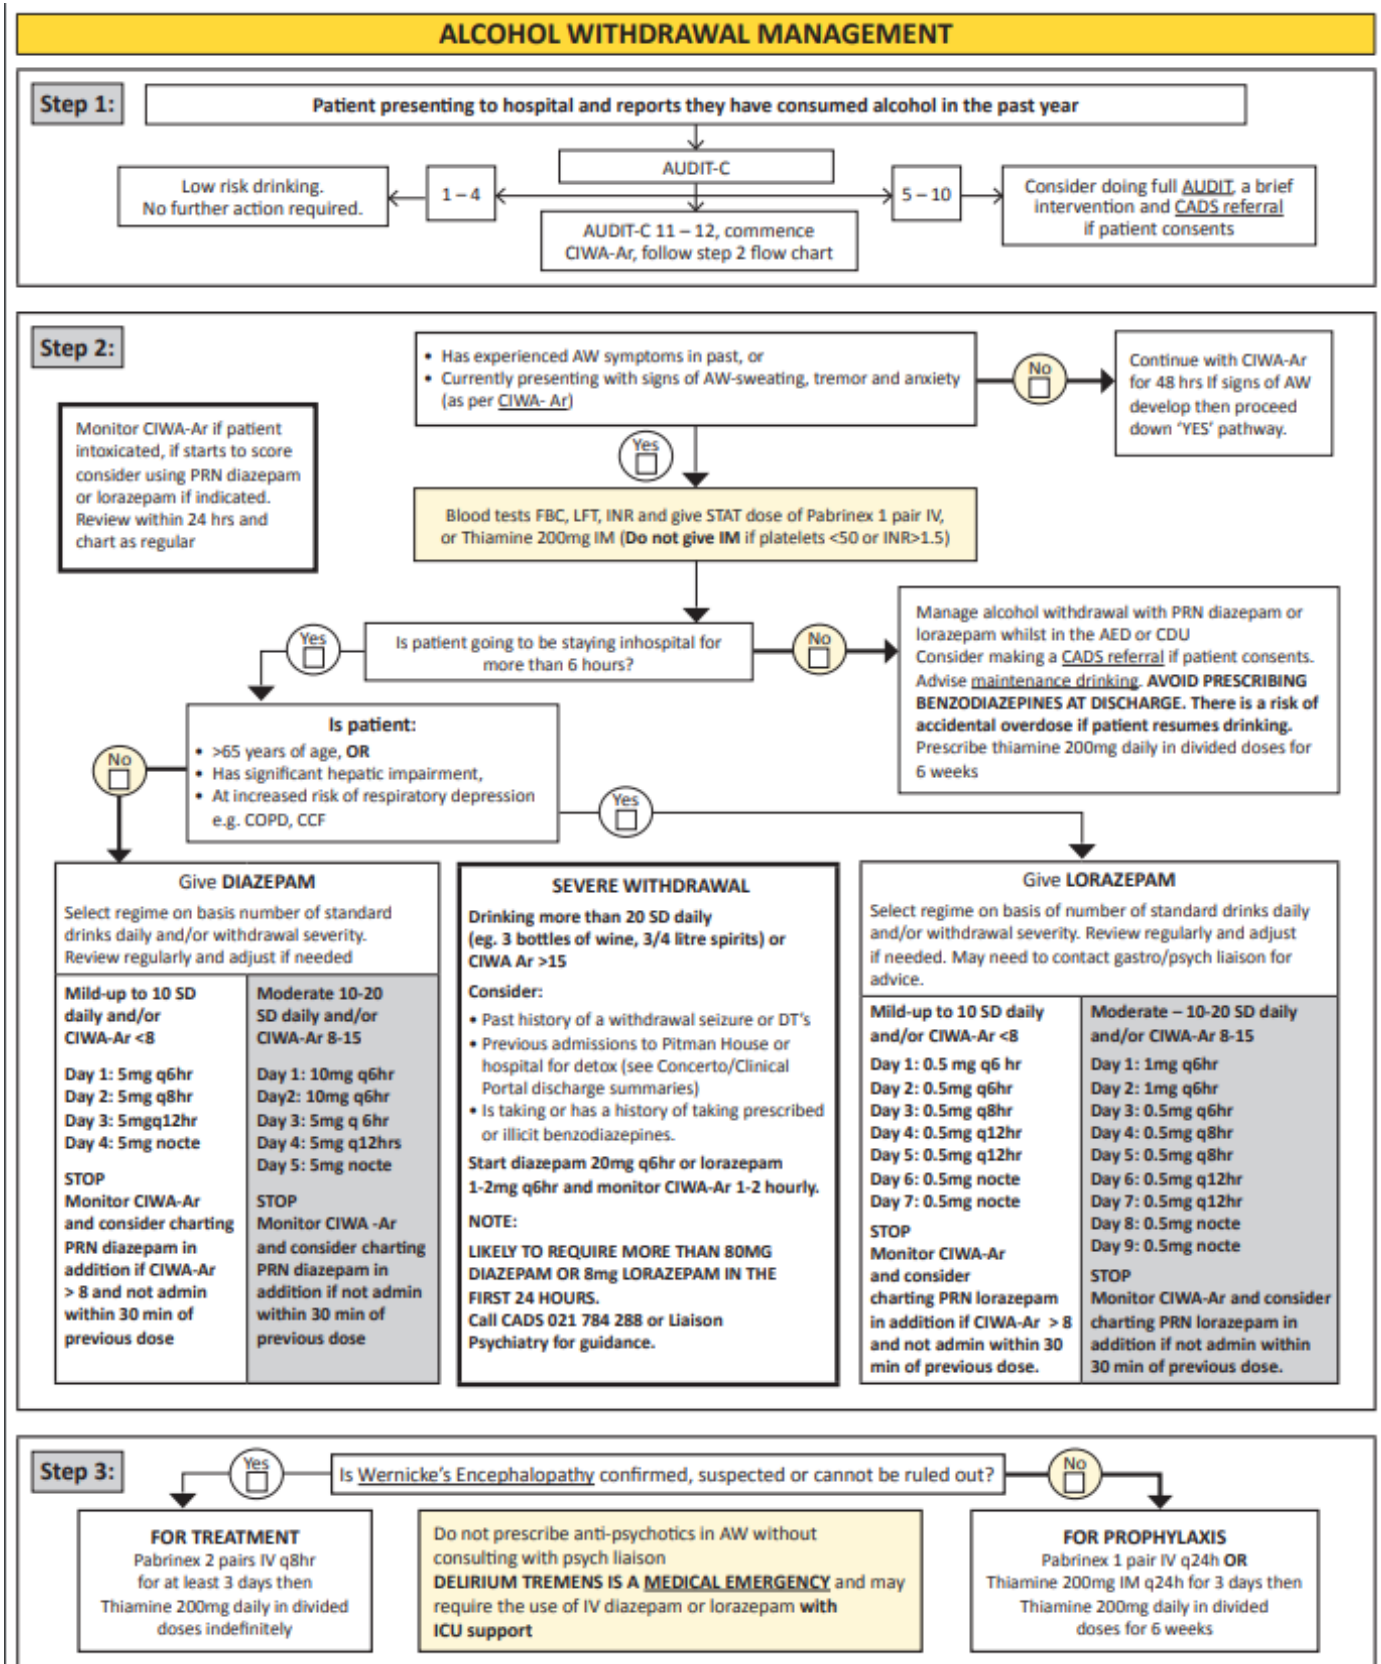 ALCOHOL WITHDRAWAL MANAGEMENT
Step 1:
Patient presenting to hospital and reports they have consumed alcohol in the past year
AUDIT-C
Low risk drinking.
No further action required.
1 – 4
5 – 10
Consider doing full AUDIT, a brief
intervention and CADS referral
if patient consents
AUDIT-C 11 – 12, commence
CIWA-Ar, follow step 2 flow chart
Step 2:
• Has experienced AW symptoms in past, or
• Currently presenting with signs of AW-sweating, tremor and anxiety
(as per CIWA- Ar)
No
Continue with CIWA-Ar
for 48 hrs If signs of AW
develop then proceed
down ‘YES’ pathway.
Monitor CIWA-Ar if patient
intoxicated, if starts to score
consider using PRN diazepam
or lorazepam if indicated.
Review within 24 hrs and
chart as regular
Yes
Blood tests FBC, LFT, INR and give STAT dose of Pabrinex 1 pair IV,
or Thiamine 200mg IM (Do not give IM if platelets <50 or INR>1.5)
Yes
Is patient going to be staying inhospital for
more than 6 hours?
No
Manage alcohol withdrawal with PRN diazepam or
lorazepam whilst in the AED or CDU
Consider making a CADS referral if patient consents.
Advise maintenance drinking. AVOID PRESCRIBING
BENZODIAZEPINES AT DISCHARGE. There is a risk of
accidental overdose if patient resumes drinking.
Prescribe thiamine 200mg daily in divided doses for
6 weeks
Is patient:
• >65 years of age, OR
• Has significant hepatic impairment,
• At increased risk of respiratory depression
e.g. COPD, CCF
No
Yes
Give DIAZEPAM
Select regime on basis number of standard
drinks daily and/or withdrawal severity.
Review regularly and adjust if needed
Mild-up to 10 SD
daily and/or
CIWA-Ar <8
Day 1: 5mg q6hr
Day 2: 5mg q8hr
Day 3: 5mgq12hr
Day 4: 5mg nocte
STOP
Monitor CIWA-Ar
and consider charting
PRN diazepam in
addition if CIWA-Ar
> 8 and not admin
within 30 min of
previous dose
Moderate 10-20
SD daily and/or
CIWA-Ar 8-15
Day 1: 10mg q6hr
Day2: 10mg q6hr
Day 3: 5mg q 6hr
Day 4: 5mg q12hrs
Day 5: 5mg nocte
STOP
Monitor CIWA -Ar
and consider charting
PRN diazepam in
addition if not admin
within 30 min of
previous dose
SEVERE WITHDRAWAL
Drinking more than 20 SD daily
(eg. 3 bottles of wine, 3/4 litre spirits) or
CIWA Ar >15
Consider:
• Past history of a withdrawal seizure or DT's
• Previous admissions to Pitman House or
hospital for detox (see Concerto/Clinical
Portal discharge summaries)
• Is taking or has a history of taking prescribed
or illicit benzodiazepines.
Start diazepam 20mg q6hr or lorazepam
1-2mg q6hr and monitor CIWA-Ar 1-2 hourly.
NOTE:
LIKELY TO REQUIRE MORE THAN 80MG
DIAZEPAM OR 8mg LORAZEPAM IN THE
FIRST 24 HOURS.
Call CADS 021 784 288 or Liaison
Psychiatry for guidance.
Give LORAZEPAM
Select regime on basis of number of standard drinks daily
and/or withdrawal severity. Review regularly and adjust
if needed. May need to contact gastro/psych liaison for
advice.
Mild-up to 10 SD daily
and/or CIWA-Ar <8
Day 1: 0.5 mg q6 hr
Day 2: 0.5mg q6hr
Day 3: 0.5mg q8hr
Day 4: 0.5mg q12hr
Day 5: 0.5mg q12hr
Day 6: 0.5mg nocte
Day 7: 0.5mg nocte
STOP
Monitor CIWA-Ar
and consider
charting PRN lorazepam
in addition if CIWA-Ar > 8
and not admin within 30
min of previous dose.
Moderate – 10-20 SD daily
and/or CIWA-Ar 8-15
Day 1: 1mg q6hr
Day 2: 1mg q6hr
Day 3: 0.5mg q6hr
Day 4: 0.5mg q8hr
Day 5: 0.5mg q8hr
Day 6: 0.5mg q12hr
Day 7: 0.5mg q12hr
Day 8: 0.5mg nocte
Day 9: 0.5mg nocte
STOP
Monitor CIWA-Ar and consider
charting PRN lorazepam in
addition if not admin within
30 min of previous dose.
Step 3:
Yes
Is Wernicke's Encephalopathy confirmed, suspected or cannot be ruled out?
No
FOR TREATMENT
Pabrinex 2 pairs IV q8hr
for at least 3 days then
Thiamine 200mg daily in divided
doses indefinitely
Do not prescribe anti-psychotics in AW without
consulting with psych liaison
DELIRIUM TREMENS IS A MEDICAL EMERGENCY and may
require the use of IV diazepam or lorazepam with
ICU support
FOR PROPHYLAXIS
Pabrinex 1 pair IV q24h OR
Thiamine 200mg IM q24h for 3 days then
Thiamine 200mg daily in divided
doses for 6 weeks